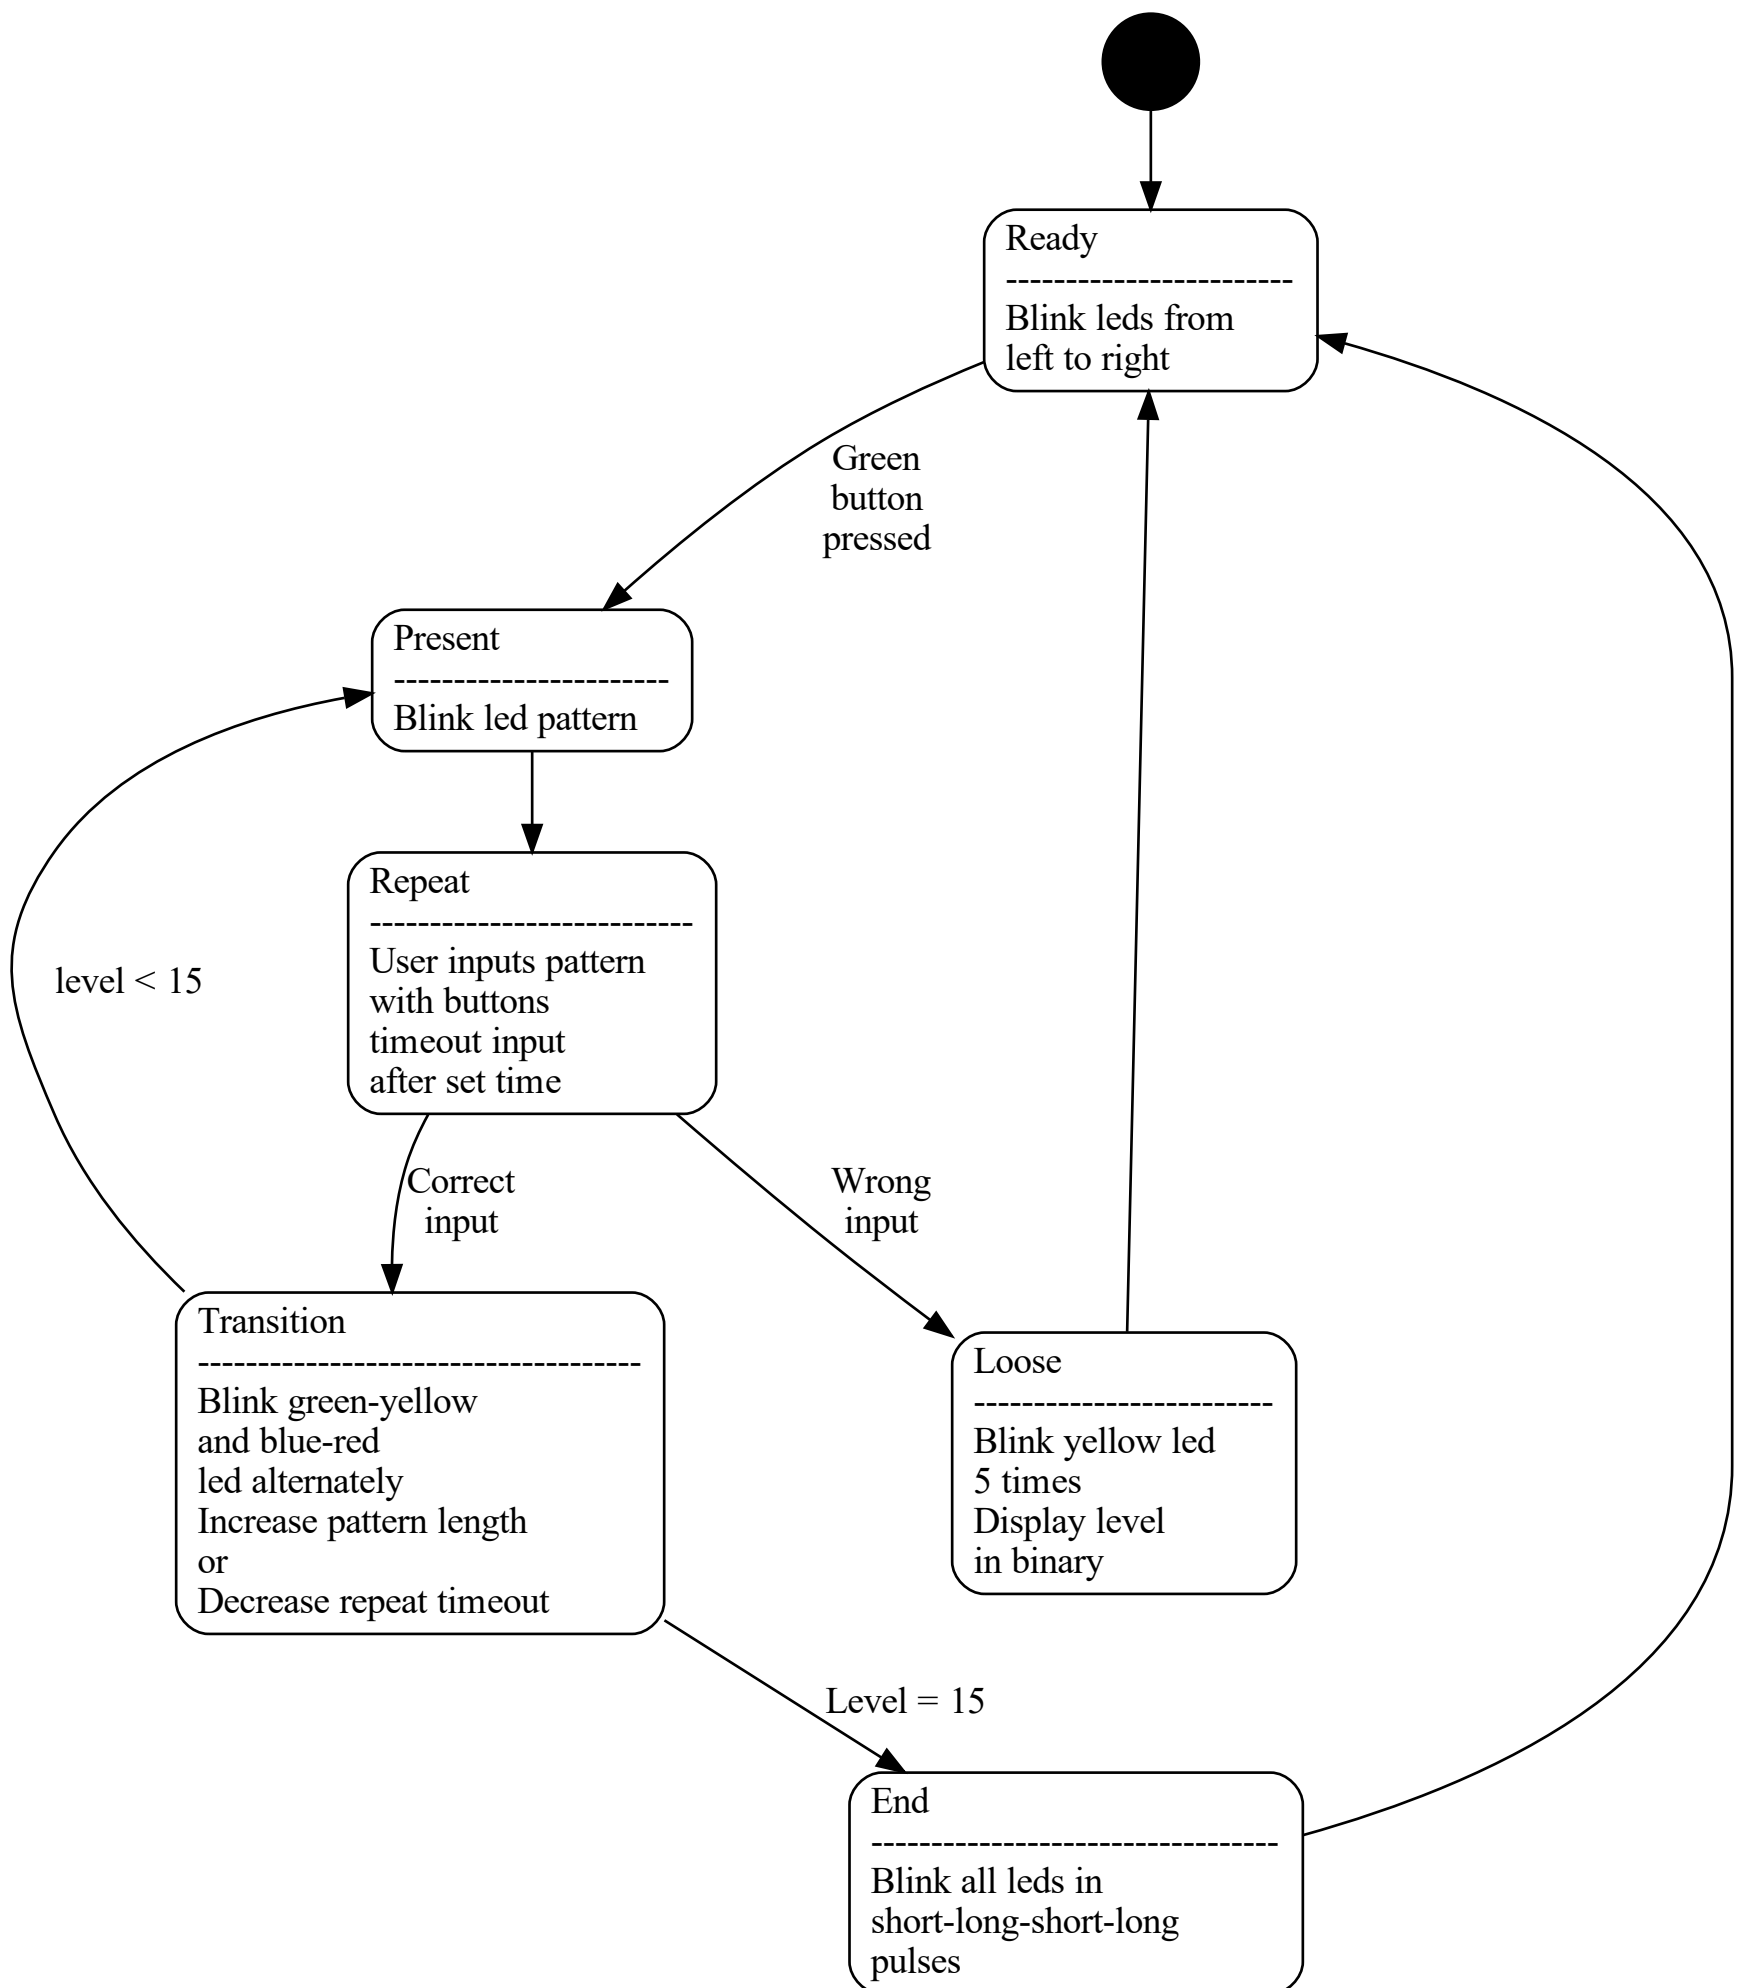 Ready
------------------------
Blink leds from
left to right
Green
button
pressed
Present
-----------------------
Blink led pattern
Repeat
---------------------------
User inputs pattern
with buttons
timeout input
after set time
level < 15
Correct
input
Wrong
input
Transition
-------------------------------------
Blink green-yellow
and blue-red
led alternately
Increase pattern length
or
Decrease repeat timeout
Loose
-------------------------
Blink yellow led
5 times
Display level
in binary
Level = 15
End
----------------------------------
Blink all leds in
short-long-short-long
pulses